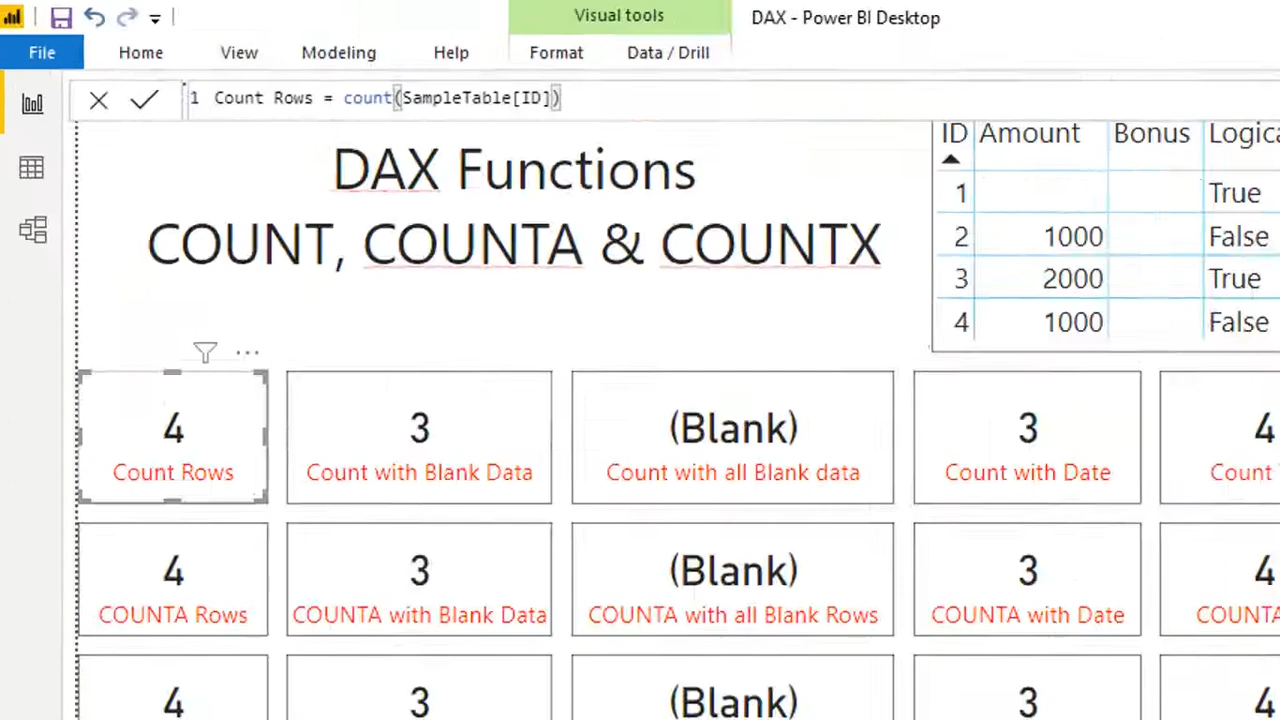 Visual tools
DAX - Power BI Desktop
File Home View Modeling Help Format Data / Drill
1 Count Rows = count(SampleTable[ID])
DAX Functions
COUNT, COUNTA & COUNTX
ID Amount Bonus Logica
1 True
2 1000 False
3 2000 True
4 1000 False
4 3 (Blank) 3 4
Count Rows Count with Blank Data Count with all Blank data Count with Date Count
4 3 (Blank) 3 4
COUNTA Rows COUNTA with Blank Data COUNTA with all Blank Rows COUNTA with Date COUNTA
4 3 (Blank) 3 4